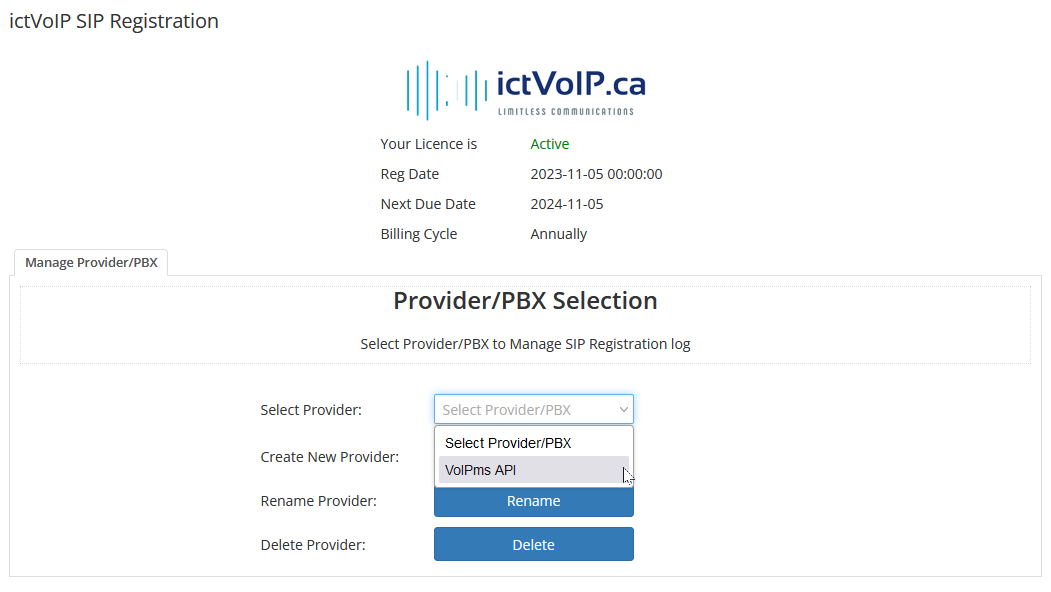 ictVoIP SIP Registration
ictVoIP.ca
LIMITLESS COMMUNICATIONS
Your Licence is Active
Reg Date 2023-11-05 00:00:00
Next Due Date 2024-11-05
Billing Cycle Annually
Manage Provider/PBX
Provider/PBX Selection
Select Provider/PBX to Manage SIP Registration log
Select Provider: Select Provider/PBX
Select Provider/PBX
Create New Provider:
VoIPms API
Rename Provider: Rename
Delete Provider: Delete